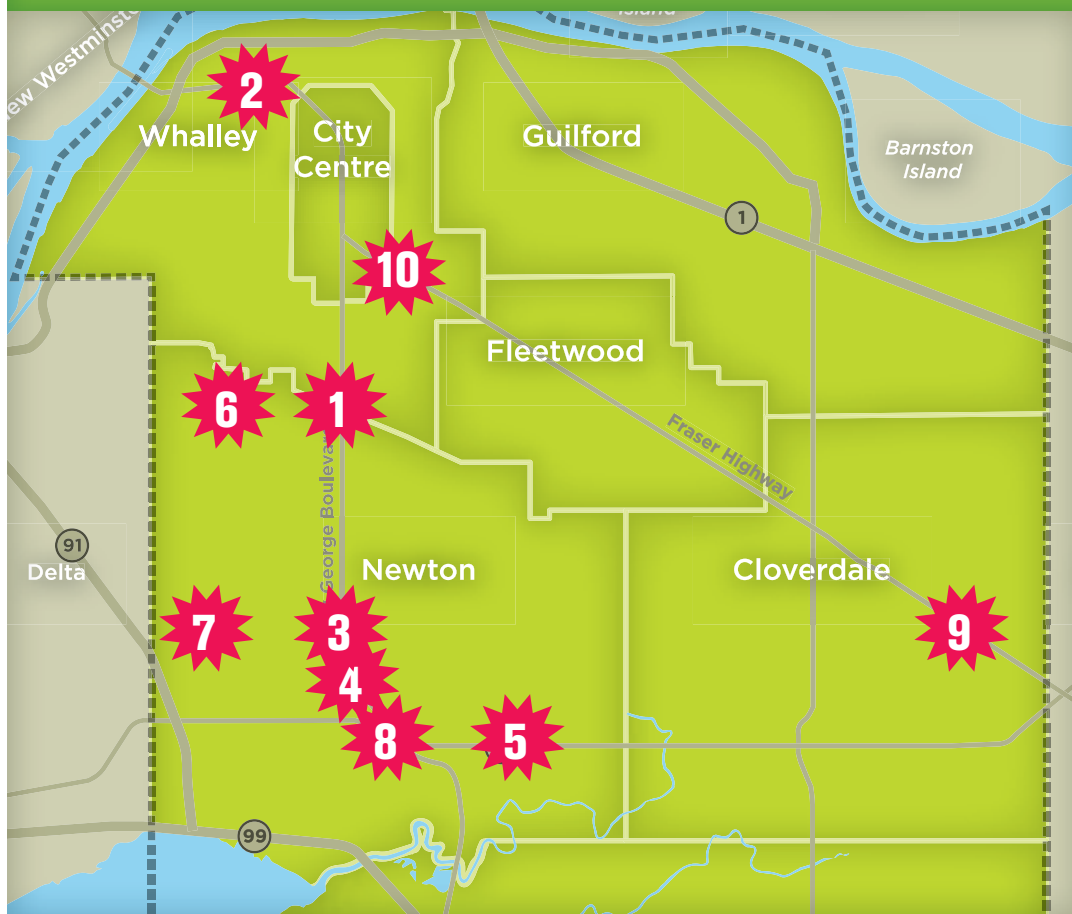 Island
New Westminster
2
Whalley
City
Centre
Guilford
Barnston
Island
1
10
Fleetwood
6
1
Fraser Highway
George Boulevar
91
Delta
Newton
Cloverdale
7
3
9
4
8
5
99